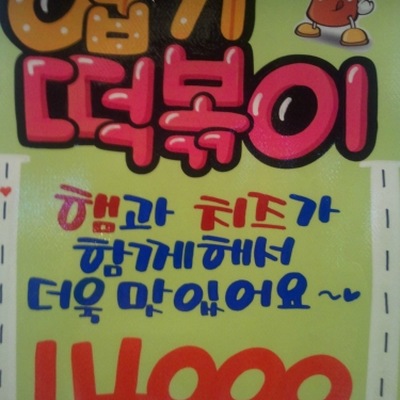 엽기
떡볶이
햄과 치즈가
함께해서
더욱 맛있어요~♥
14000